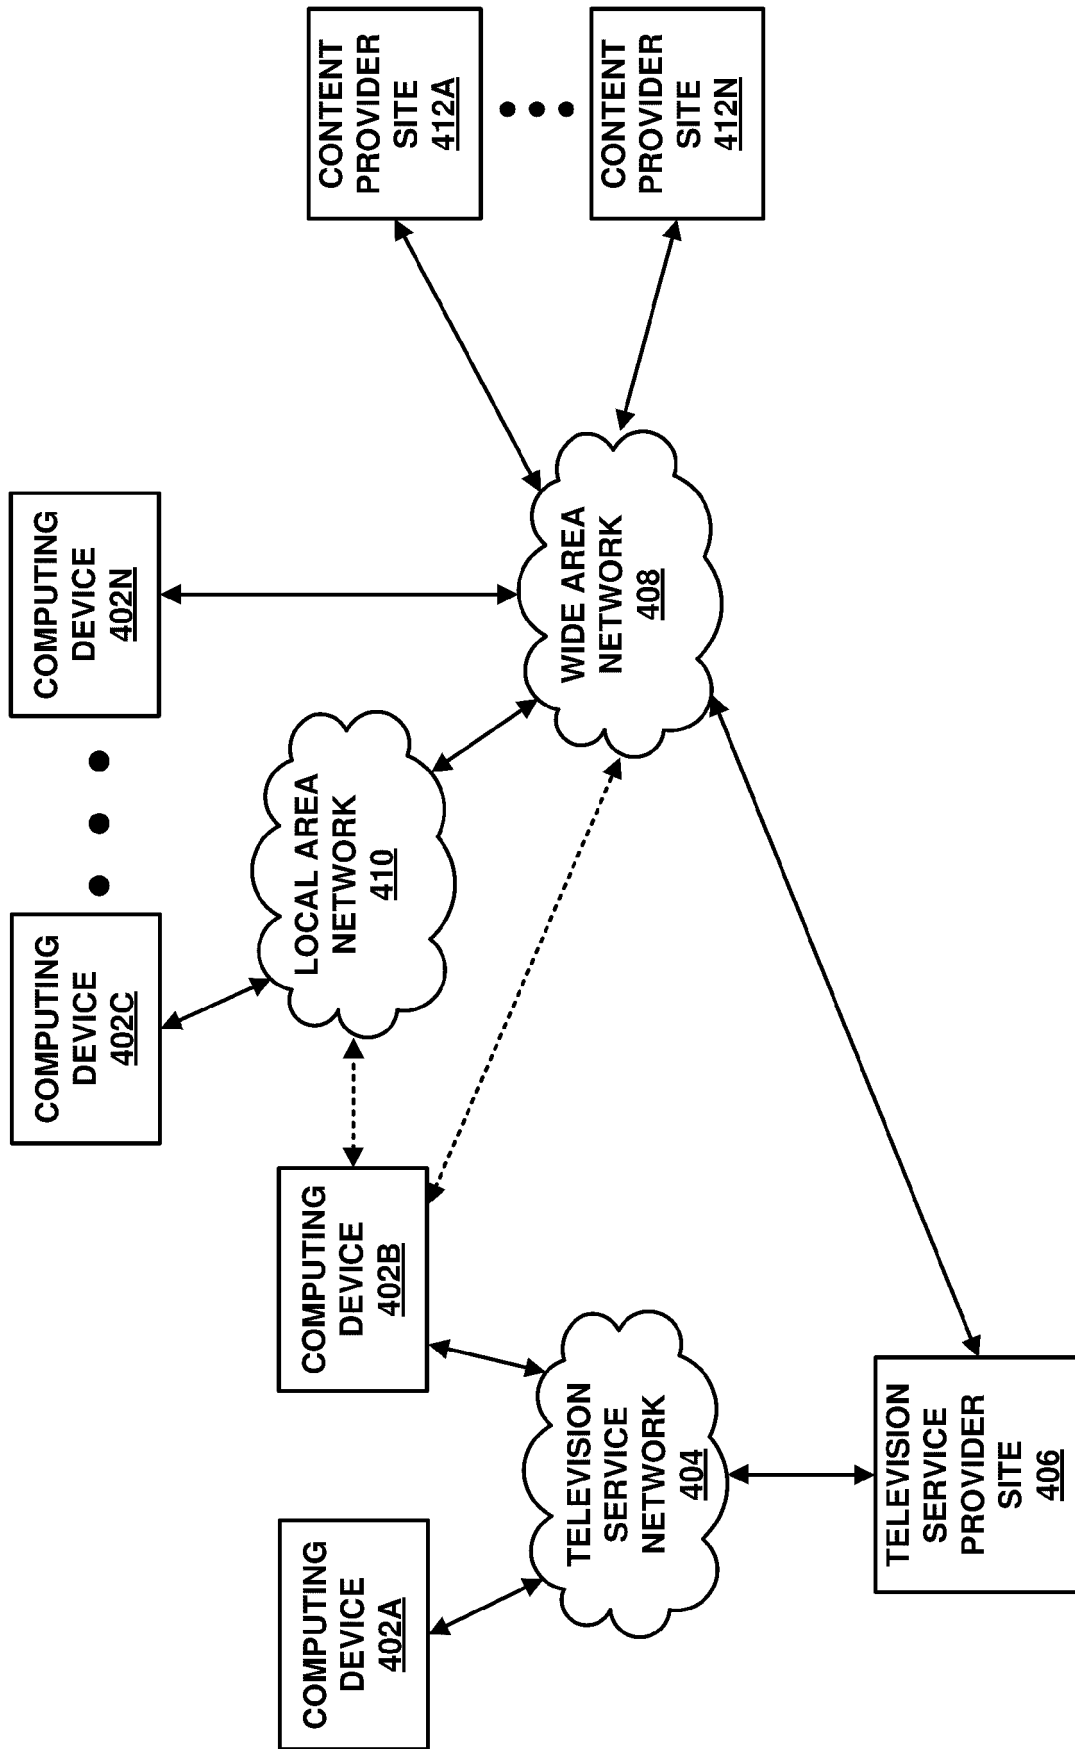 COMPUTING
DEVICE
402A
COMPUTING
DEVICE
402B
COMPUTING
DEVICE
402C
COMPUTING
DEVICE
402N
TELEVISION
SERVICE
NETWORK
404
LOCAL AREA
NETWORK
410
WIDE AREA
NETWORK
408
TELEVISION
SERVICE
PROVIDER
SITE
406
CONTENT
PROVIDER
SITE
412A
CONTENT
PROVIDER
SITE
412N